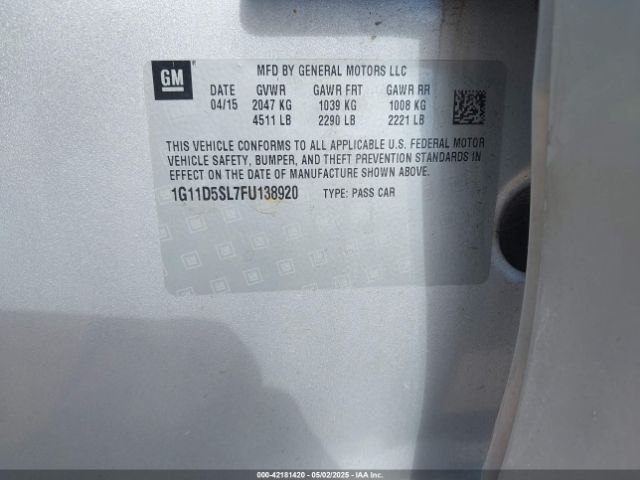 GM
MFD BY GENERAL MOTORS LLC
DATE GVWR GAWR FRT GAWR RR
04/15 2047 KG 1039 KG 1008 KG
4511 LB 2290 LB 2221 LB
THIS VEHICLE CONFORMS TO ALL APPLICABLE U.S. FEDERAL MOTOR
VEHICLE SAFETY, BUMPER, AND THEFT PREVENTION STANDARDS IN
EFFECT ON THE DATE OF MANUFACTURE SHOWN ABOVE.
1G11D5SL7FU138920 TYPE: PASS CAR
000-42181420 05/02/2025 IAAI.com